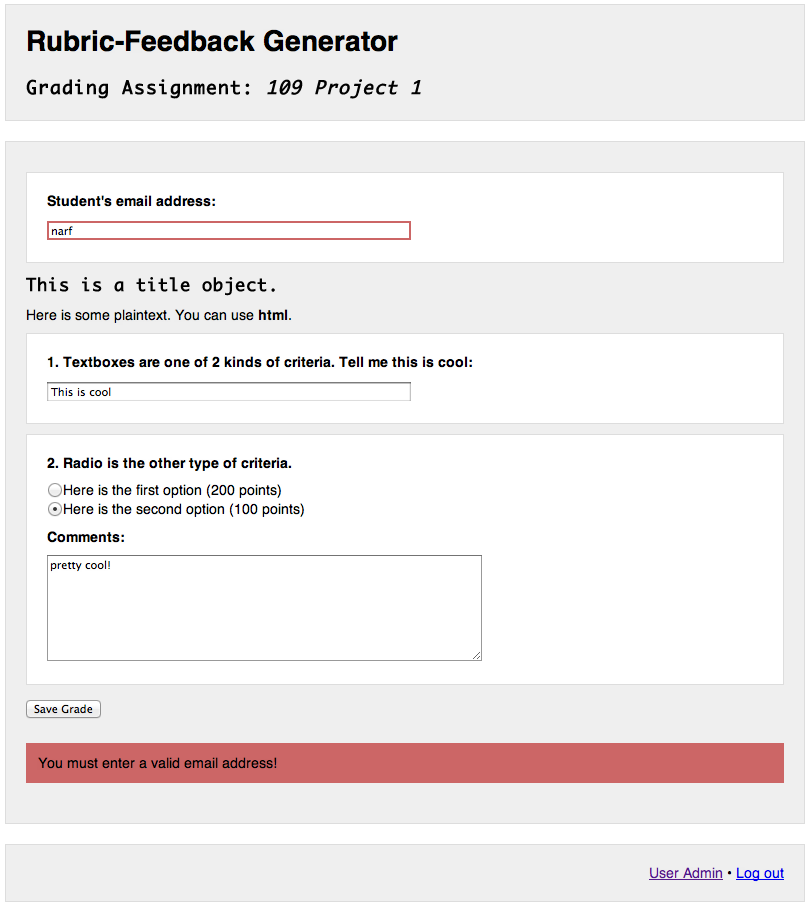 Rubric-Feedback Generator
Grading Assignment: 109 Project 1
Student's email address:
narf
This is a title object.
Here is some plaintext. You can use html.
1. Textboxes are one of 2 kinds of criteria. Tell me this is cool:
This is cool
2. Radio is the other type of criteria.
Here is the first option (200 points)
Here is the second option (100 points)
Comments:
pretty cool!
Save Grade
You must enter a valid email address!
User Admin • Log out